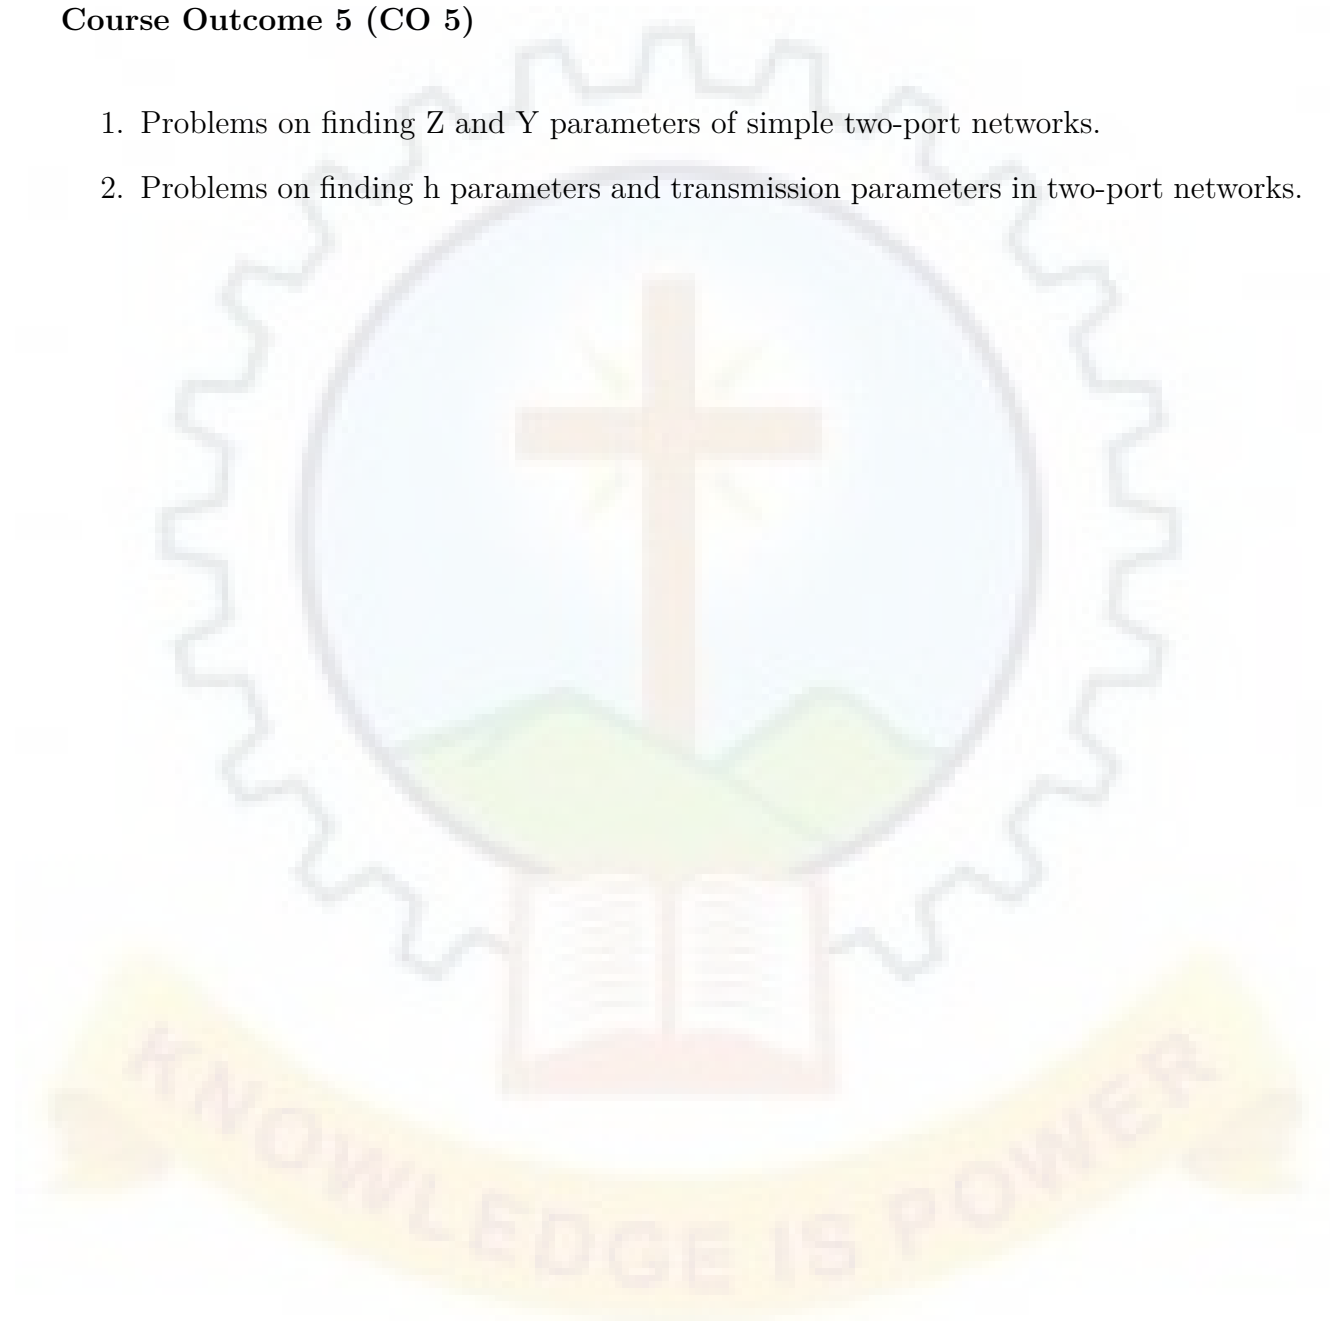 Course Outcome 5 (CO 5)
1. Problems on finding Z and Y parameters of simple two-port networks.
2. Problems on finding h parameters and transmission parameters in two-port networks.
KNOWLEDGE IS POWER